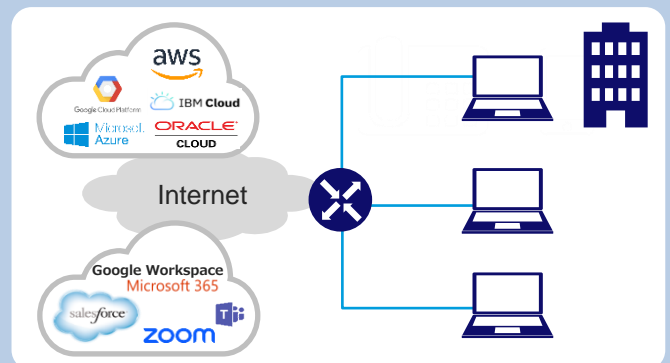 aws
Google Cloud Platform
IBM Cloud
Microsoft
Azure
ORACLE
CLOUD
Internet
Google Workspace
Microsoft 365
salesforce
T
zoom